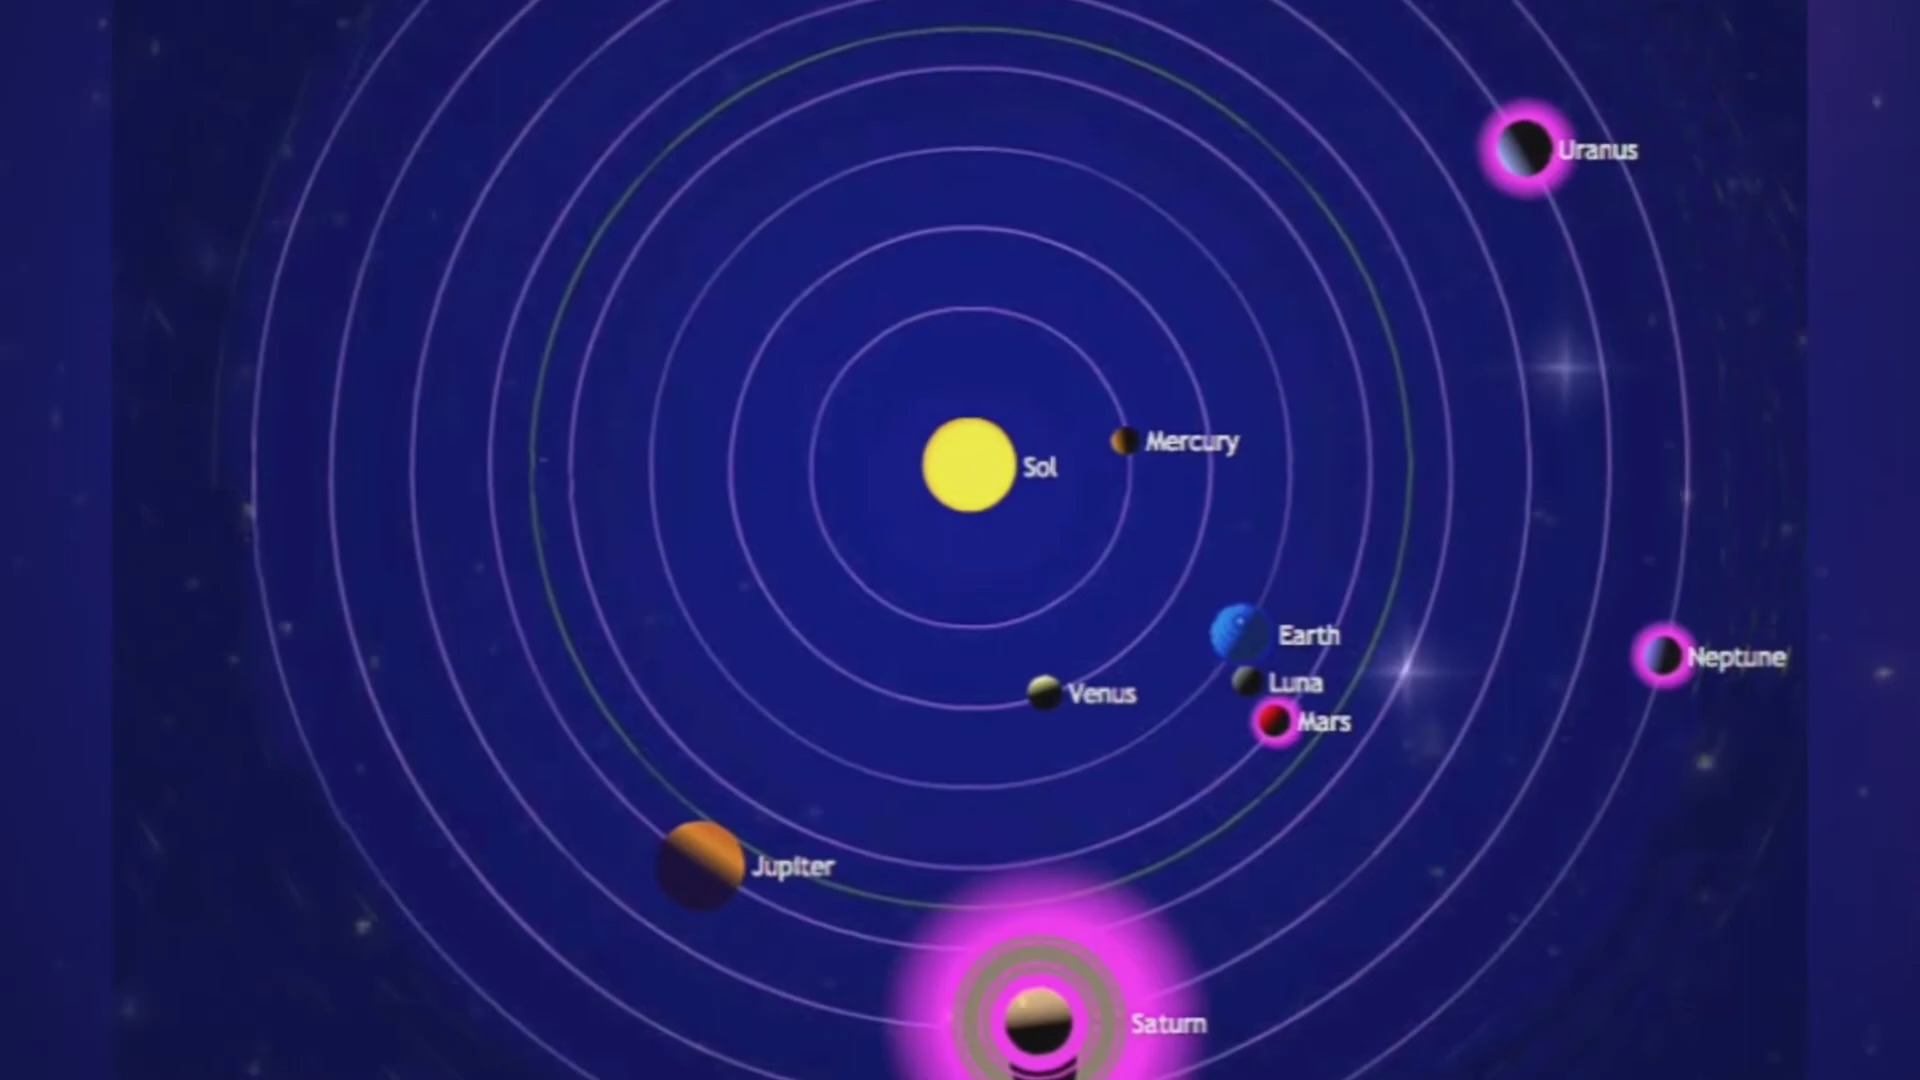 Uranus
Mercury
Sol
Earth
Neptune
Luna
Venus
Mars
Jupiter
Saturn